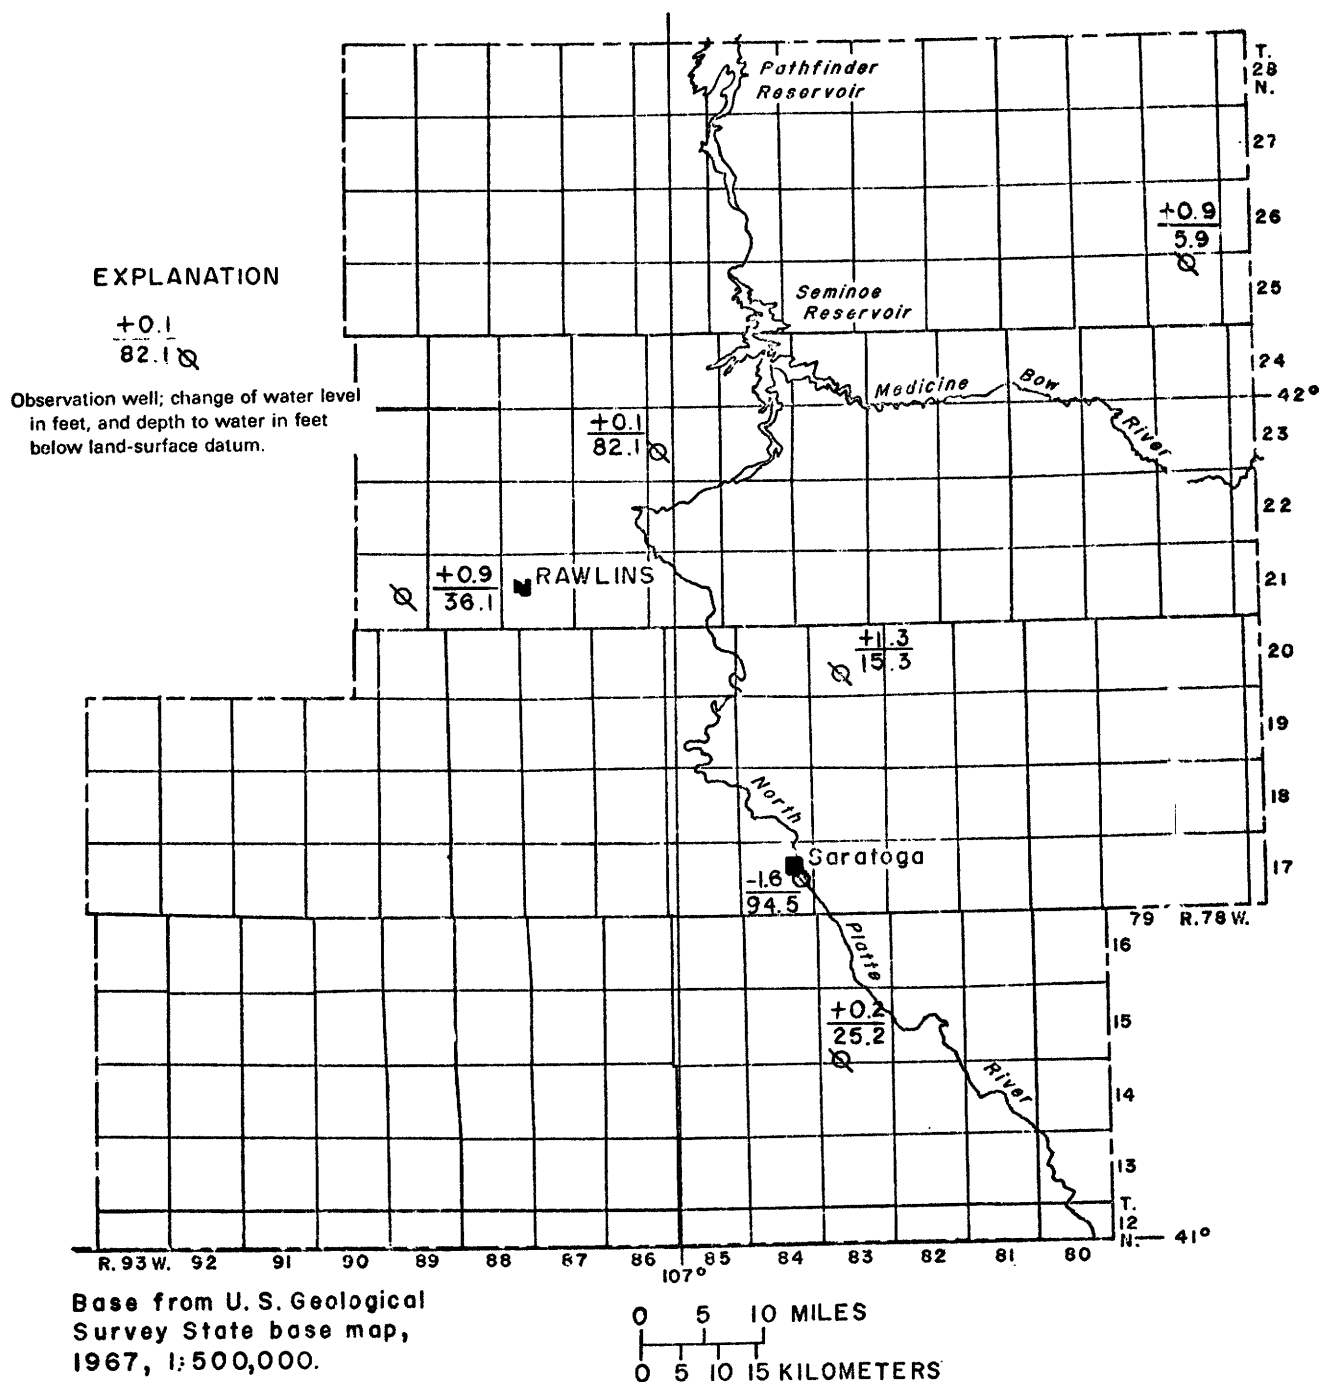 Pathfinder
Reservoir
T.
28
N.
27
+0.9
5.9
26
EXPLANATION
+0.1
82.1
Observation well; change of water level
in feet, and depth to water in feet
below land-surface datum.
Seminoe
Reservoir
25
24
Medicine Bow River
42°
+0.1
82.1
23
22
+0.9
36.1
RAWLINS
21
+1.3
15.3
20
19
North
18
Saratoga
-1.6
94.5
17
79 R.78 W.
Platte
16
+0.2
25.2
15
River
14
13
T.
12
N.
41°
R. 93 W. 92 91 90 89 88 87 86 85 84 83 82 81 80
107°
Base from U. S. Geological
Survey State base map,
1967, 1:500,000.
0 5 10 MILES
0 5 10 15 KILOMETERS